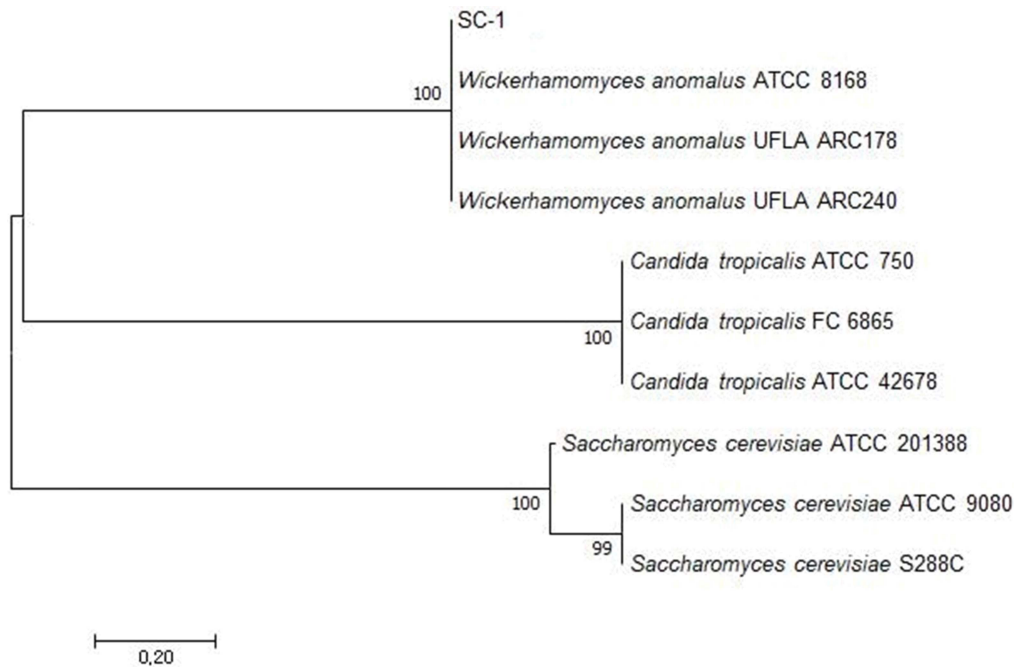 SC-1
100
Wickerhamomyces anomalus ATCC 8168
Wickerhamomyces anomalus UFLA ARC178
Wickerhamomyces anomalus UFLA ARC240
Candida tropicalis ATCC 750
Candida tropicalis FC 6865
100
Candida tropicalis ATCC 42678
Saccharomyces cerevisiae ATCC 201388
100
Saccharomyces cerevisiae ATCC 9080
99
Saccharomyces cerevisiae S288C
0,20